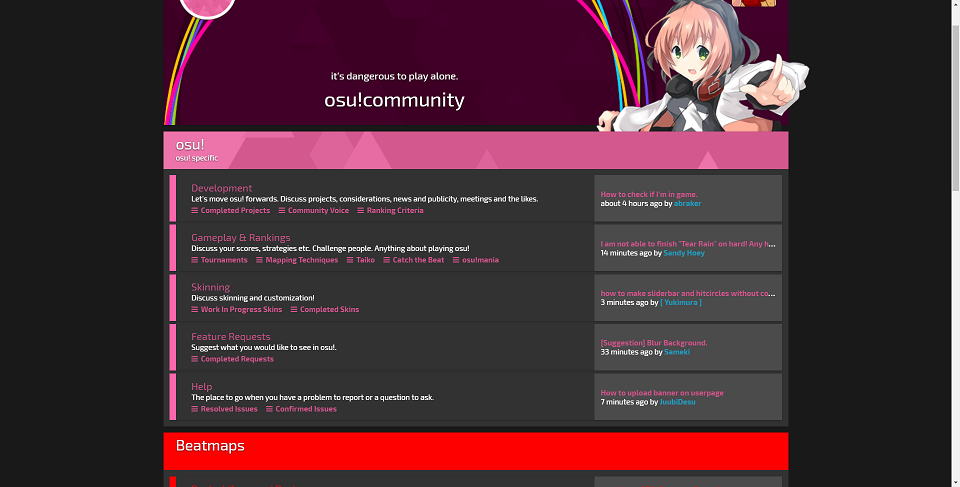 it's dangerous to play alone.
osu!community
osu!
osu! specific
Development
Let's move osu! forwards. Discuss projects, considerations, news and publicity, meetings and the likes.
Completed Projects Community Voice Ranking Criteria
How to check if I'm in game.
about 4 hours ago by abraker
Gameplay & Rankings
Discuss your scores, strategies etc. Challenge people. Anything about playing osu!
Tournaments Mapping Techniques Taiko Catch the Beat osu!mania
I am not able to finish "Tear Rain" on hard! Any h...
14 minutes ago by Sandy Hoey
Skinning
Discuss skinning and customization!
Work In Progress Skins Completed Skins
how to make sliderbar and hitcircles without co...
3 minutes ago by [ Yukimura ]
Feature Requests
Suggest what you would like to see in osu!.
Completed Requests
[Suggestion] Blur Background.
33 minutes ago by Sameki
Help
The place to go when you have a problem to report or a question to ask.
Resolved Issues Confirmed Issues
How to upload banner on userpage
7 minutes ago by JuubiDesu
Beatmaps